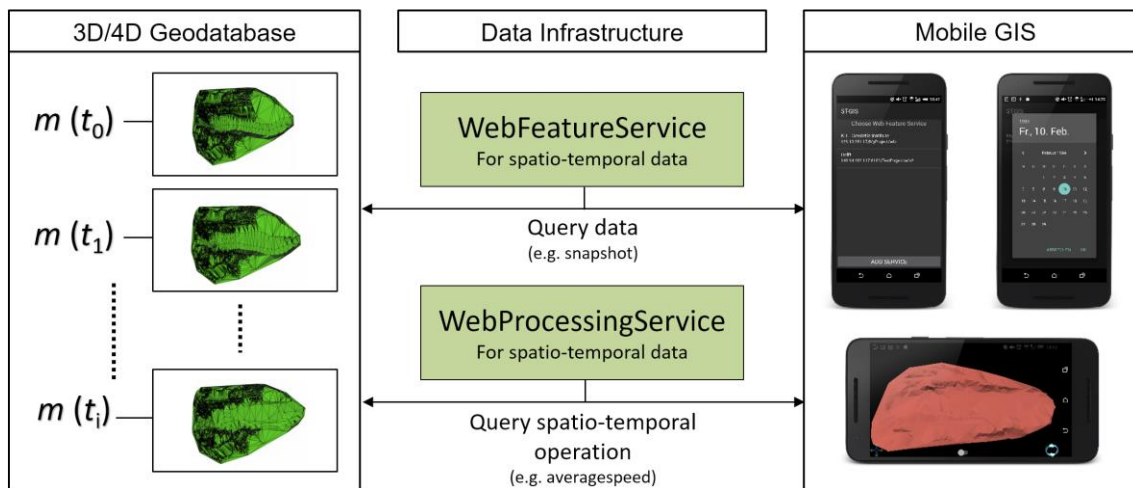 3D/4D Geodatabase
Data Infrastructure
Mobile GIS
m (t0)
m (t1)
m (ti)
WebFeatureService
For spatio-temporal data
Query data
(e.g. snapshot)
WebProcessingService
For spatio-temporal data
Query spatio-temporal
operation
(e.g. averagespeed)
ST-GIS
Choose Web Feature Service
ADD SERVICE
Fr., 10. Feb.